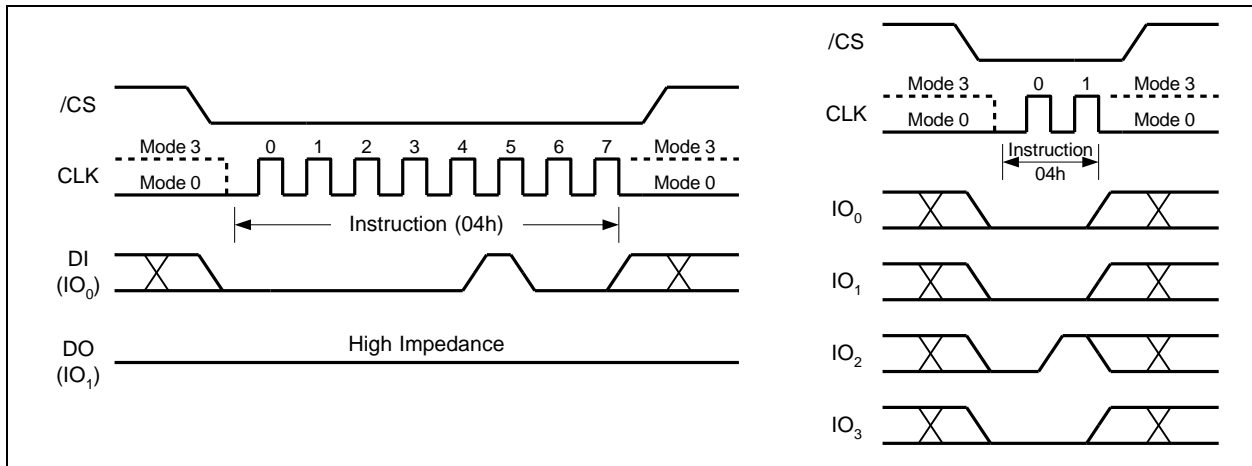 /CS
Mode 3 0 1 2 3 4 5 6 7 Mode 3
CLK Mode 0 Mode 0
Instruction (04h)
DI
(IO0)
High Impedance
DO
(IO1)
/CS
Mode 3 0 1 Mode 3
CLK Mode 0 Mode 0
Instruction
04h
IO0
IO1
IO2
IO3